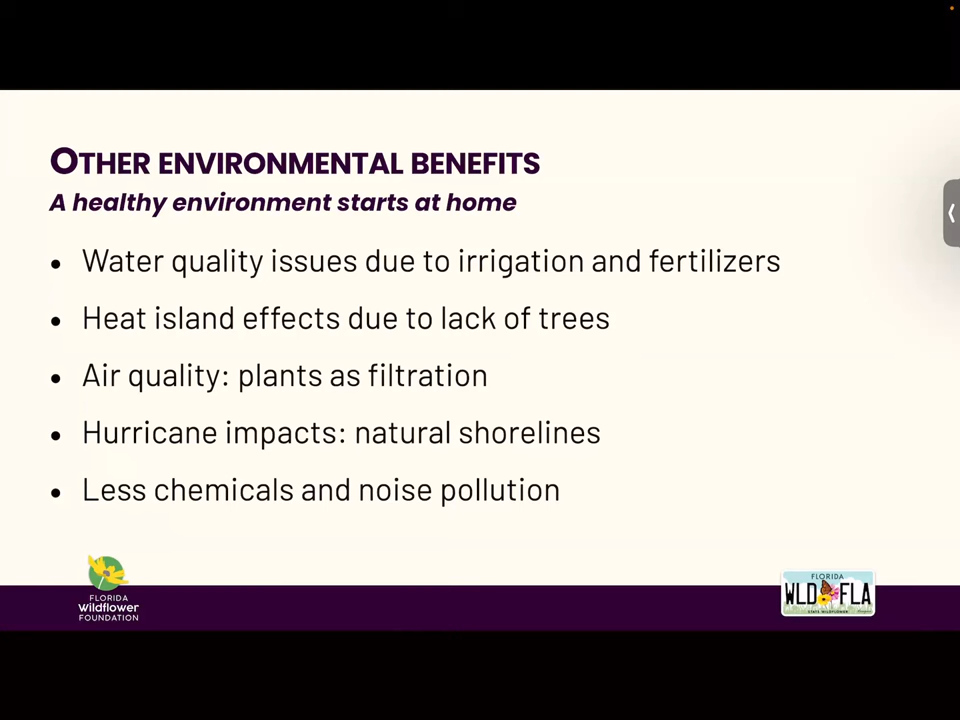 OTHER ENVIRONMENTAL BENEFITS
A healthy environment starts at home
• Water quality issues due to irrigation and fertilizers
• Heat island effects due to lack of trees
• Air quality: plants as filtration
• Hurricane impacts: natural shorelines
• Less chemicals and noise pollution
FLORIDA
Wildflower
FOUNDATION
FLORIDA
WLD FLA
STATE WILDFLOWER